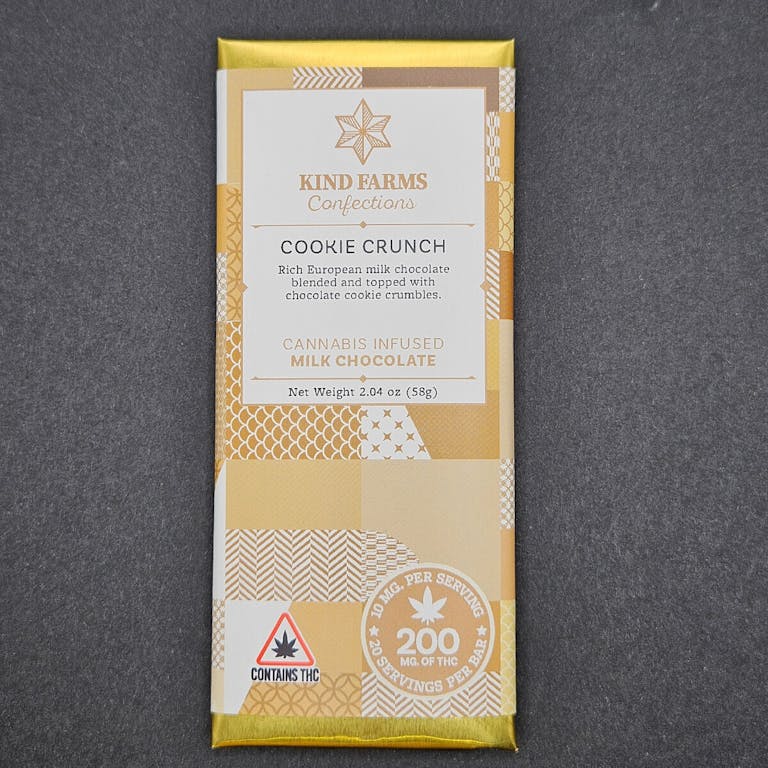 KIND FARMS
Confections
COOKIE CRUNCH
Rich European milk chocolate
blended and topped with
chocolate cookie crumbles.
CANNABIS INFUSED
MILK CHOCOLATE
Net Weight 2.04 oz (58g)
10 MG. PER SERVING
200
MG. OF THC
20 SERVINGS PER BAR
CONTAINS THC